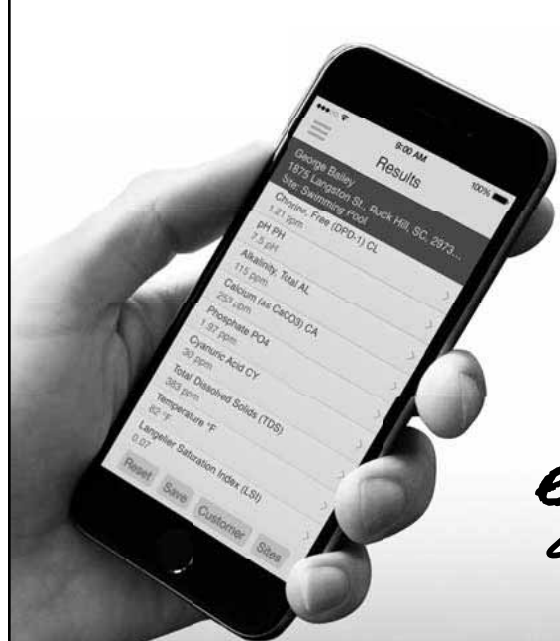 9:00 AM
100%
Results
George Bailey
1875 Langston St., Rock Hill, SC, 2973...
Site: Swimming Pool
Chlorine, Free (DPD-1) CL
1.21 ppm
pH PH
7.5 pH
Alkalinity, Total AL
115 ppm
Calcium (as CaCO3) CA
253 ppm
Phosphate PO4
1.97 ppm
Cyanuric Acid CY
30 ppm
Total Dissolved Solids (TDS)
383 ppm
Temperature °F
82 °F
Langelier Saturation Index (LSI)
0.07
Reset
Save
Customer
Sites